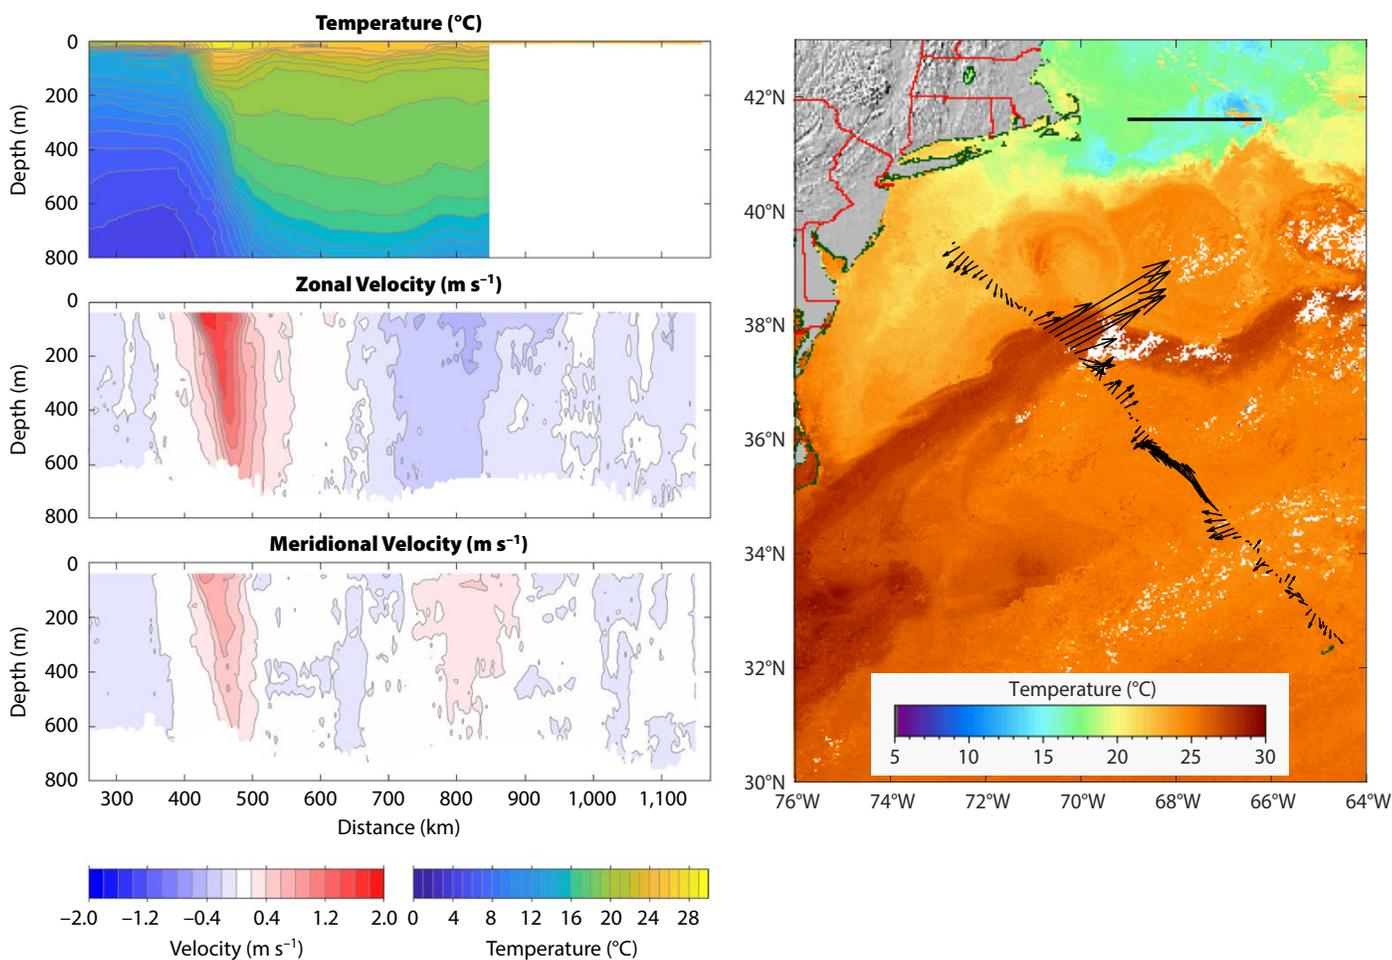 Temperature (°C)
0
200
400
600
800
Depth (m)
Zonal Velocity (m s⁻¹)
0
200
400
600
800
Depth (m)
Meridional Velocity (m s⁻¹)
0
200
400
600
800
Depth (m)
300 400 500 600 700 800 900 1,000 1,100
Distance (km)
–2.0 –1.2 –0.4 0.4 1.2 2.0
Velocity (m s⁻¹)
0 4 8 12 16 20 24 28
Temperature (°C)
42°N
40°N
38°N
36°N
34°N
32°N
30°N
Temperature (°C)
5 10 15 20 25 30
76°W 74°W 72°W 70°W 68°W 66°W 64°W